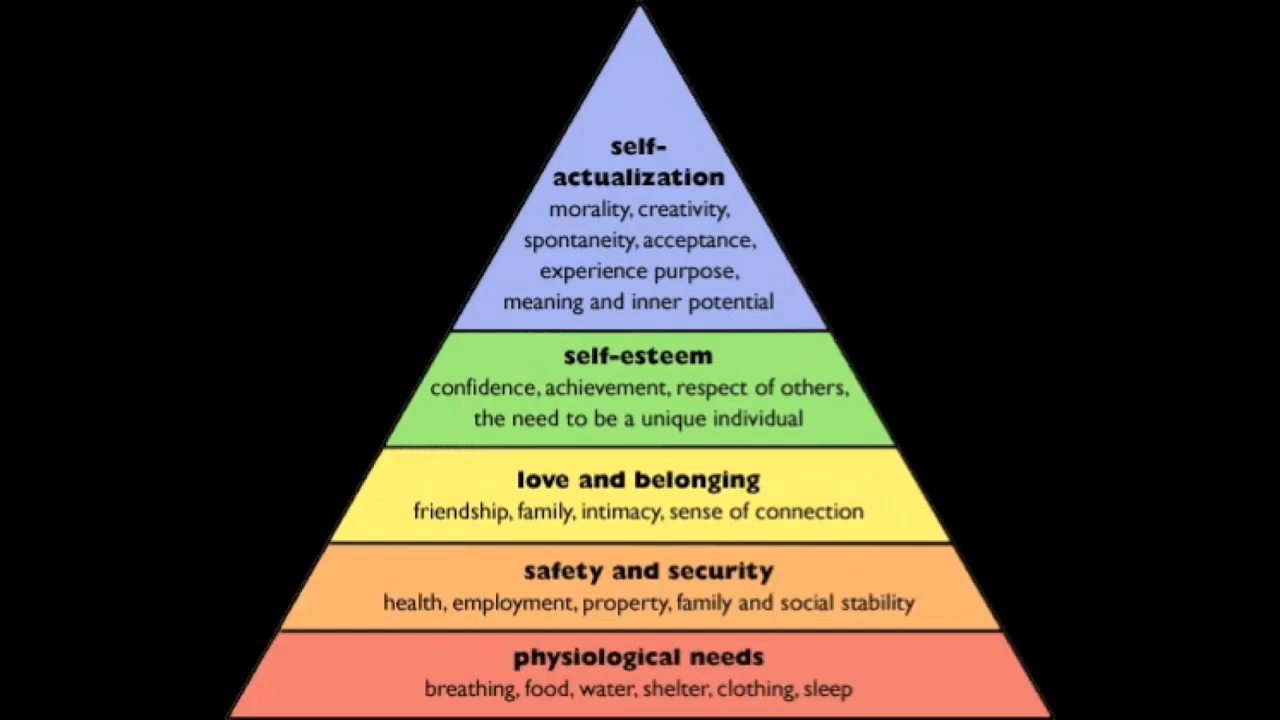 self-
actualization
morality, creativity,
spontaneity, acceptance,
experience purpose,
meaning and inner potential
self-esteem
confidence, achievement, respect of others,
the need to be a unique individual
love and belonging
friendship, family, intimacy, sense of connection
safety and security
health, employment, property, family and social stability
physiological needs
breathing, food, water, shelter, clothing, sleep